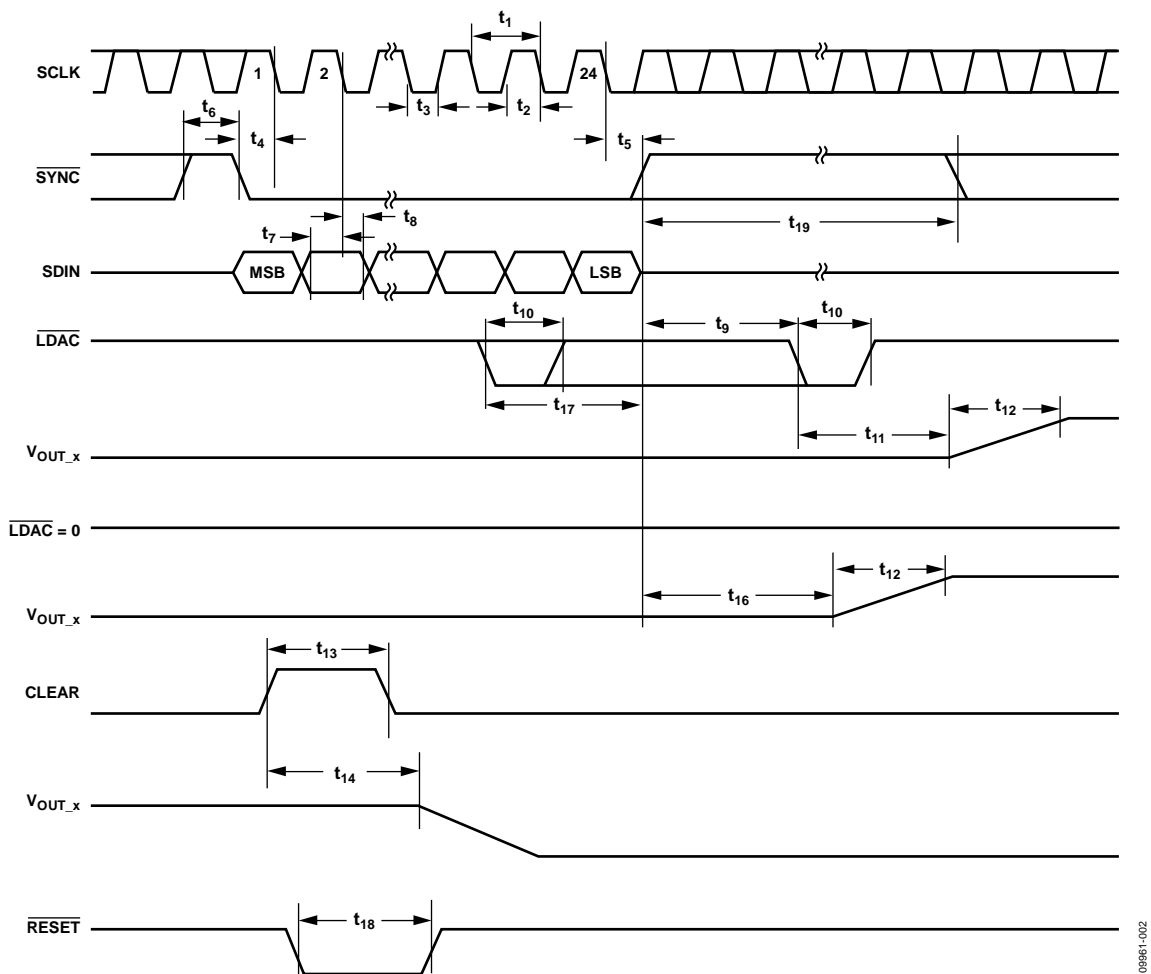 t₁
SCLK 1 2 24
t₃ t₂
t₆
t₄ t₅
SYNC
t₁₉
t₇ t₈
SDIN MSB LSB
t₁₀ t₉ t₁₀
LDAC
t₁₇ t₁₁ t₁₂
VOUT_x
LDAC = 0
t₁₆ t₁₂
VOUT_x
t₁₃
CLEAR
t₁₄
VOUT_x
RESET t₁₈
09961-002